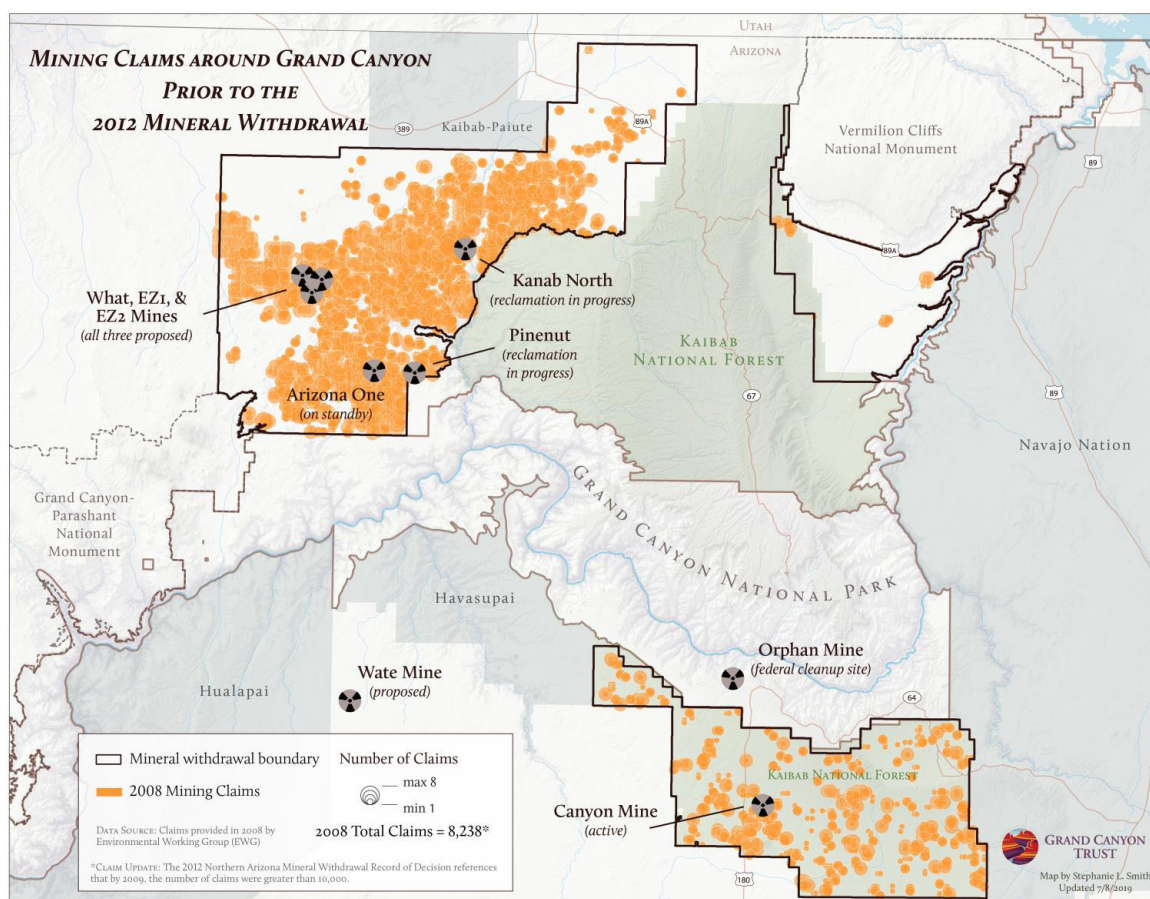 MINING CLAIMS AROUND GRAND CANYON
PRIOR TO THE
2012 MINERAL WITHDRAWAL
UTAH
ARIZONA
389
Kaibab-Paiute
89A
Vermilion Cliffs
National Monument
89
89A
Kanab North
(reclamation in progress)
What, EZ1, &
EZ2 Mines
(all three proposed)
Pinenut
(reclamation
in progress)
KAIBAB
NATIONAL FOREST
Arizona One
(on standby)
67
89
Navajo Nation
Grand Canyon-
Parashant
National
Monument
GRAND CANYON NATIONAL PARK
Havasupai
Hualapai
Wate Mine
(proposed)
Orphan Mine
(federal cleanup site)
64
KAIBAB NATIONAL FOREST
Canyon Mine
(active)
180
Mineral withdrawal boundary
2008 Mining Claims
Number of Claims
max 8
min 1
2008 Total Claims = 8,238*
DATA SOURCE: Claims provided in 2008 by
Environmental Working Group (EWG)
*CLAIM UPDATE: The 2012 Northern Arizona Mineral Withdrawal Record of Decision references
that by 2009, the number of claims were greater than 10,000.
GRAND CANYON
TRUST
Map by Stephanie L. Smith
Updated 7/8/2019